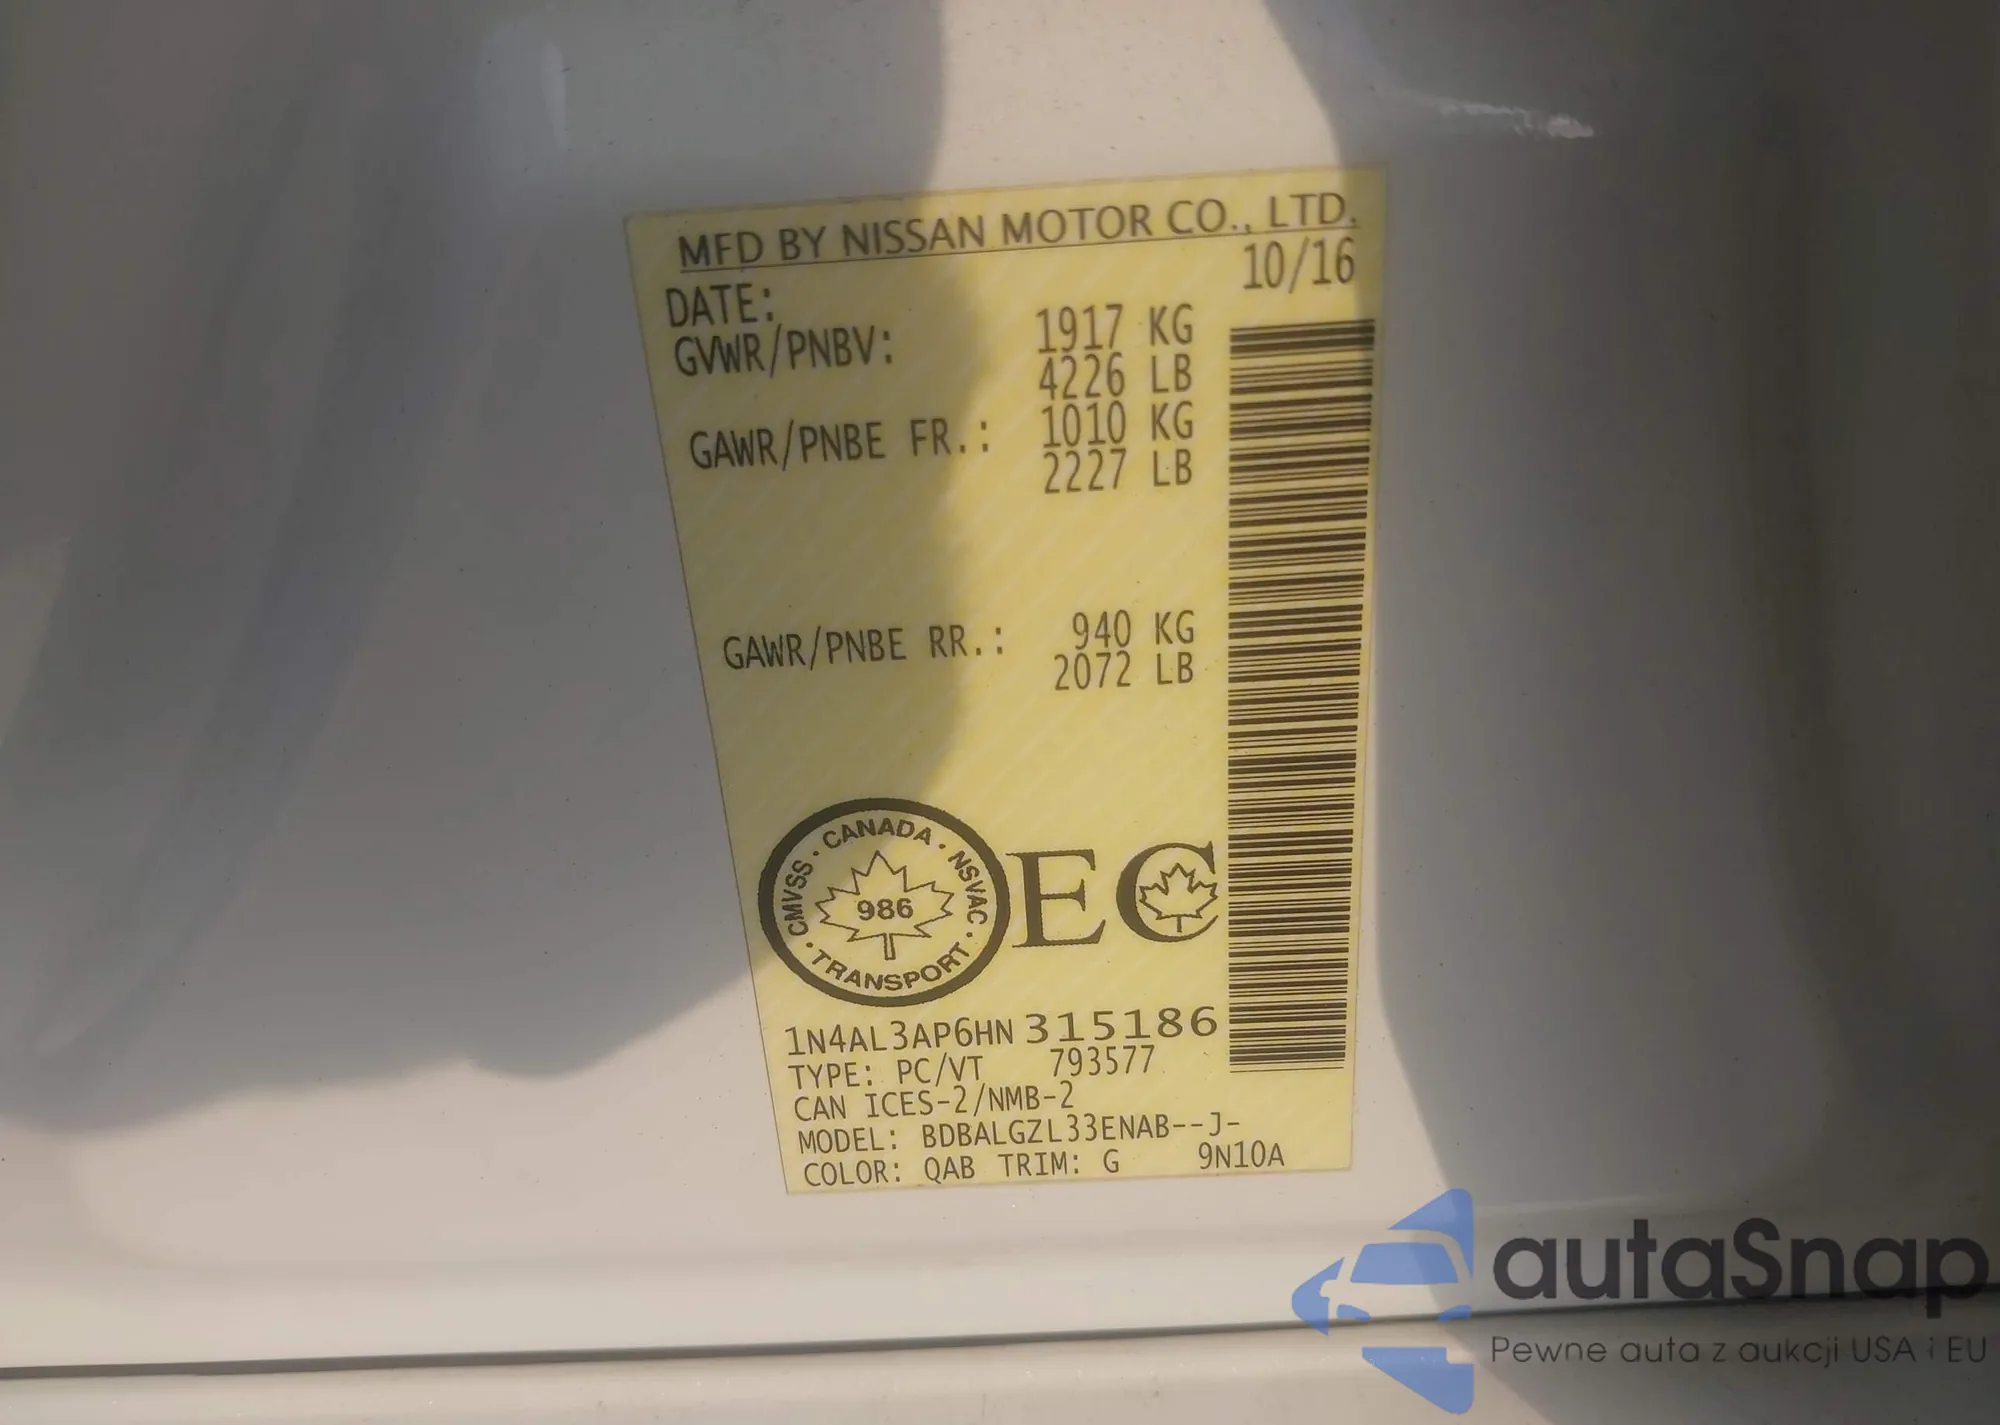 MFD BY NISSAN MOTOR CO., LTD.
DATE: 10/16
GVWR/PNBV: 1917 KG
4226 LB
GAWR/PNBE FR.: 1010 KG
2227 LB
GAWR/PNBE RR.: 940 KG
2072 LB
CMVSS · CANADA · NSVAC · TRANSPORT
986
EC
1N4AL3AP6HN 315186
TYPE: PC/VT 793577
CAN ICES-2/NMB-2
MODEL: BDBALGZL33ENAB--J-
COLOR: QAB TRIM: G 9N10A
autaSnap
Pewne auta z aukcji USA i EU